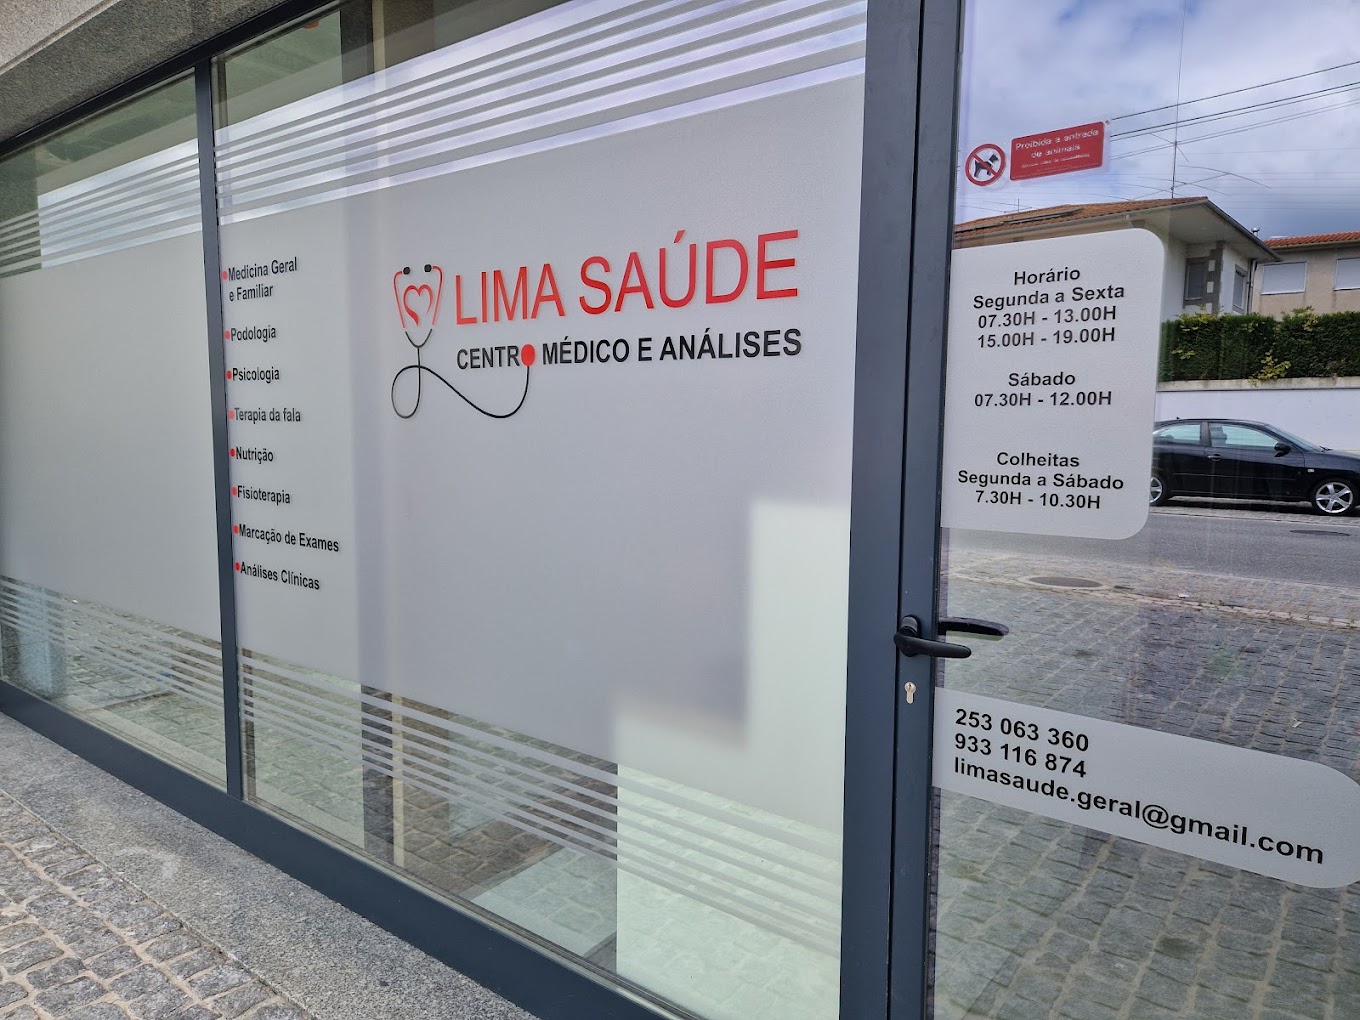 Medicina Geral
e Familiar
Podologia
Psicologia
Terapia da fala
Nutrição
Fisioterapia
Marcação de Exames
Análises Clínicas
LIMA SAÚDE
CENTRO MÉDICO E ANÁLISES
Proibida a entrada
de animais
Horário
Segunda a Sexta
07.30H - 13.00H
15.00H - 19.00H
Sábado
07.30H - 12.00H
Colheitas
Segunda a Sábado
7.30H - 10.30H
253 063 360
933 116 874
limasaude.geral@gmail.com